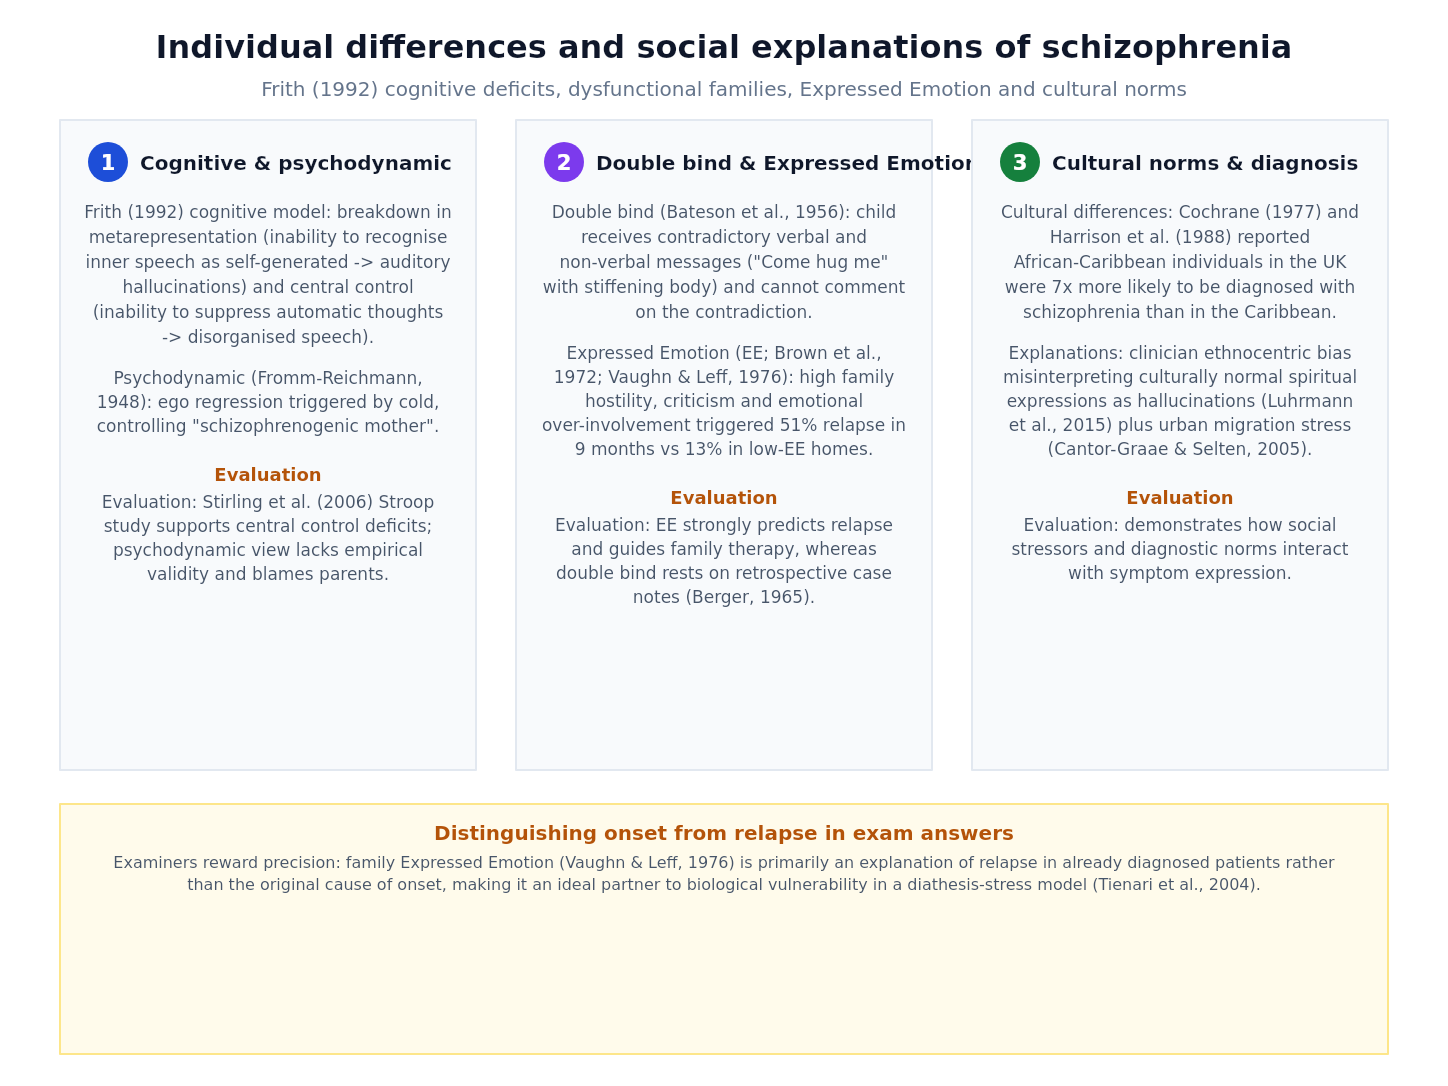 Individual differences and social explanations of schizophrenia
Frith (1992) cognitive deficits, dysfunctional families, Expressed Emotion and cultural norms
1 Cognitive & psychodynamic
Frith (1992) cognitive model: breakdown in
metarepresentation (inability to recognise
inner speech as self-generated -> auditory
hallucinations) and central control
(inability to suppress automatic thoughts
-> disorganised speech).
Psychodynamic (Fromm-Reichmann,
1948): ego regression triggered by cold,
controlling "schizophrenogenic mother".
Evaluation
Evaluation: Stirling et al. (2006) Stroop
study supports central control deficits;
psychodynamic view lacks empirical
validity and blames parents.
2 Double bind & Expressed Emotion
Double bind (Bateson et al., 1956): child
receives contradictory verbal and
non-verbal messages ("Come hug me"
with stiffening body) and cannot comment
on the contradiction.
Expressed Emotion (EE; Brown et al.,
1972; Vaughn & Leff, 1976): high family
hostility, criticism and emotional
over-involvement triggered 51% relapse in
9 months vs 13% in low-EE homes.
Evaluation
Evaluation: EE strongly predicts relapse
and guides family therapy, whereas
double bind rests on retrospective case
notes (Berger, 1965).
3 Cultural norms & diagnosis
Cultural differences: Cochrane (1977) and
Harrison et al. (1988) reported
African-Caribbean individuals in the UK
were 7x more likely to be diagnosed with
schizophrenia than in the Caribbean.
Explanations: clinician ethnocentric bias
misinterpreting culturally normal spiritual
expressions as hallucinations (Luhrmann
et al., 2015) plus urban migration stress
(Cantor-Graae & Selten, 2005).
Evaluation
Evaluation: demonstrates how social
stressors and diagnostic norms interact
with symptom expression.
Distinguishing onset from relapse in exam answers
Examiners reward precision: family Expressed Emotion (Vaughn & Leff, 1976) is primarily an explanation of relapse in already diagnosed patients rather
than the original cause of onset, making it an ideal partner to biological vulnerability in a diathesis-stress model (Tienari et al., 2004).